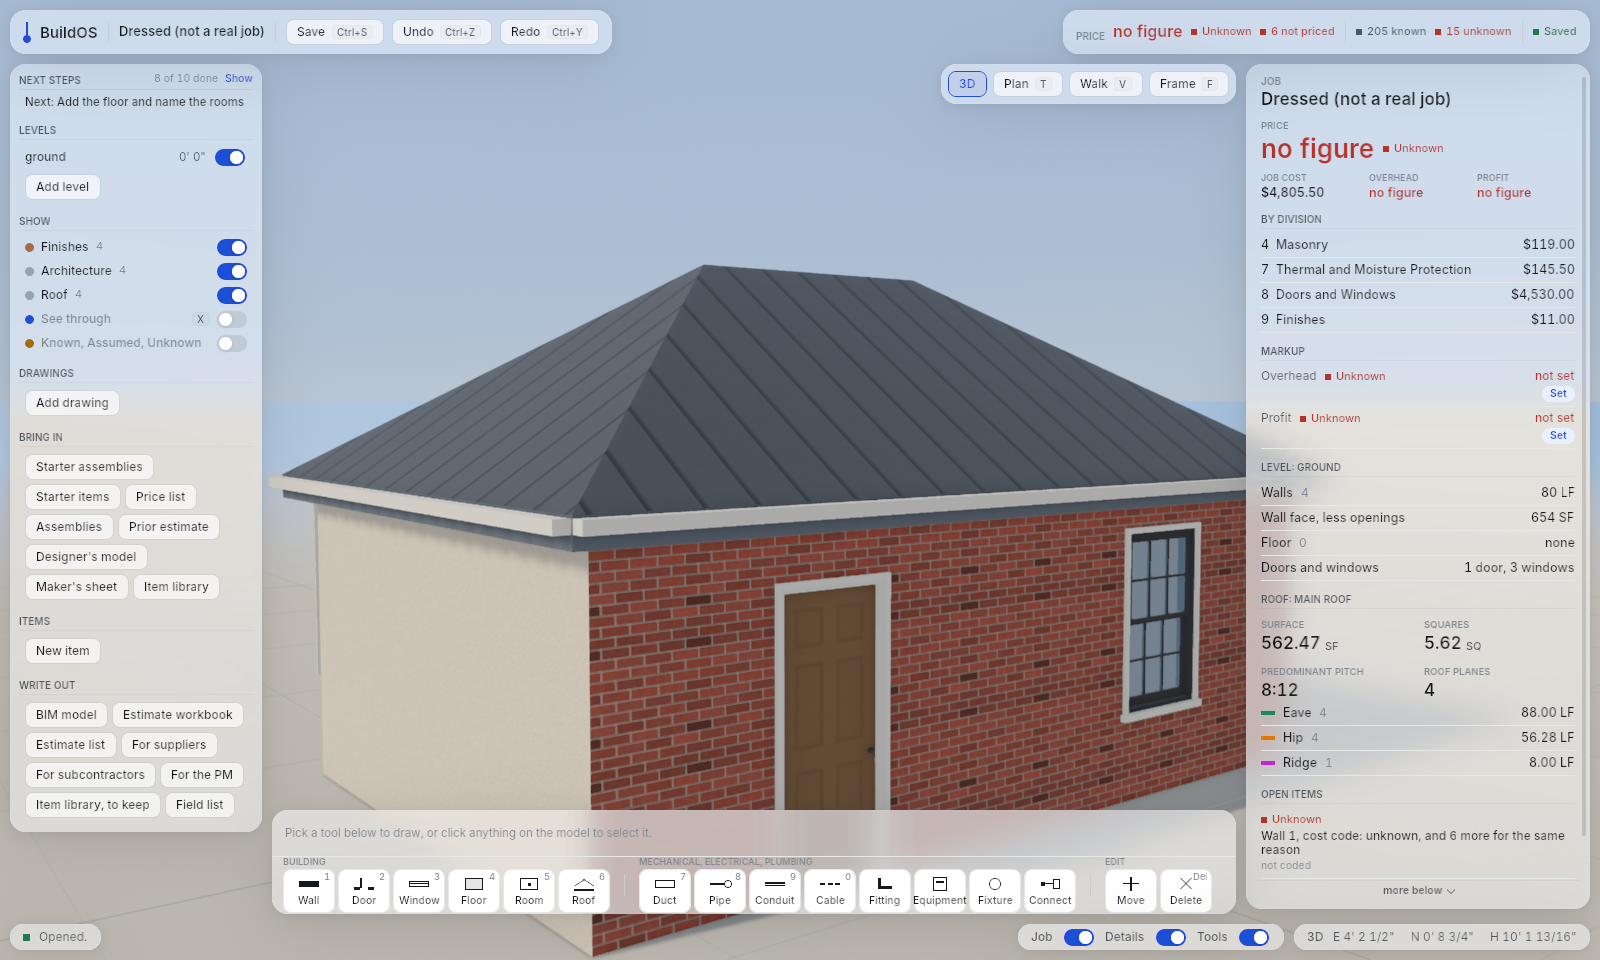 BuildOS
Dressed (not a real job)
Save Ctrl+S
Undo Ctrl+Z
Redo Ctrl+Y
PRICE no figure Unknown 6 not priced 205 known 15 unknown Saved
NEXT STEPS 8 of 10 done Show
Next: Add the floor and name the rooms
LEVELS
ground 0' 0"
Add level
SHOW
Finishes 4
Architecture 4
Roof 4
See through X
Known, Assumed, Unknown
DRAWINGS
Add drawing
BRING IN
Starter assemblies
Starter items Price list
Assemblies Prior estimate
Designer's model
Maker's sheet Item library
ITEMS
New item
WRITE OUT
BIM model Estimate workbook
Estimate list For suppliers
For subcontractors For the PM
Item library, to keep Field list
Opened.
3D Plan T Walk V Frame F
Pick a tool below to draw, or click anything on the model to select it.
BUILDING
1 2 3 4 5 6
Wall Door Window Floor Room Roof
MECHANICAL, ELECTRICAL, PLUMBING
7 8 9 0
Duct Pipe Conduit Cable Fitting Equipment Fixture Connect
EDIT
Del
Move Delete
JOB
Dressed (not a real job)
PRICE
no figure Unknown
JOB COST OVERHEAD PROFIT
$4,805.50 no figure no figure
BY DIVISION
4 Masonry $119.00
7 Thermal and Moisture Protection $145.50
8 Doors and Windows $4,530.00
9 Finishes $11.00
MARKUP
Overhead Unknown not set
Set
Profit Unknown not set
Set
LEVEL: GROUND
Walls 4 80 LF
Wall face, less openings 654 SF
Floor 0 none
Doors and windows 1 door, 3 windows
ROOF: MAIN ROOF
SURFACE SQUARES
562.47 SF 5.62 SQ
PREDOMINANT PITCH ROOF PLANES
8:12 4
Eave 4 88.00 LF
Hip 4 56.28 LF
Ridge 1 8.00 LF
OPEN ITEMS
Unknown
Wall 1, cost code: unknown, and 6 more for the same
reason
not coded
more below
Job Details Tools
3D E 4' 2 1/2" N 0' 8 3/4" H 10' 1 13/16"